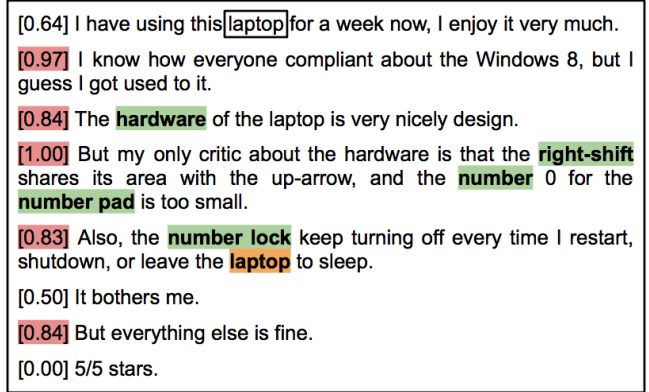 [0.64] I have using this laptop for a week now, I enjoy it very much.
[0.97] I know how everyone compliant about the Windows 8, but I
guess I got used to it.
[0.84] The hardware of the laptop is very nicely design.
[1.00] But my only critic about the hardware is that the right-shift
shares its area with the up-arrow, and the number 0 for the
number pad is too small.
[0.83] Also, the number lock keep turning off every time I restart,
shutdown, or leave the laptop to sleep.
[0.50] It bothers me.
[0.84] But everything else is fine.
[0.00] 5/5 stars.